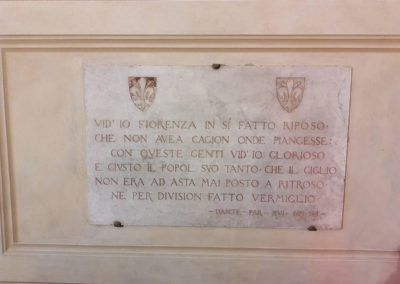 VID' IO FIORENZA IN SÍ FATTO RIPOSO·
CHE NON AVEA CAGION ONDE PIANGESSE:
CON QVESTE GENTI VID' IO GLORIOSO
E GIVSTO IL POPOL SVO TANTO· CHE IL GIGLIO
NON ERA AD ASTA MAI POSTO A RITROSO·
NE PER DIVISION FATTO VERMIGLIO·
– DANTE – PAR – XVI –